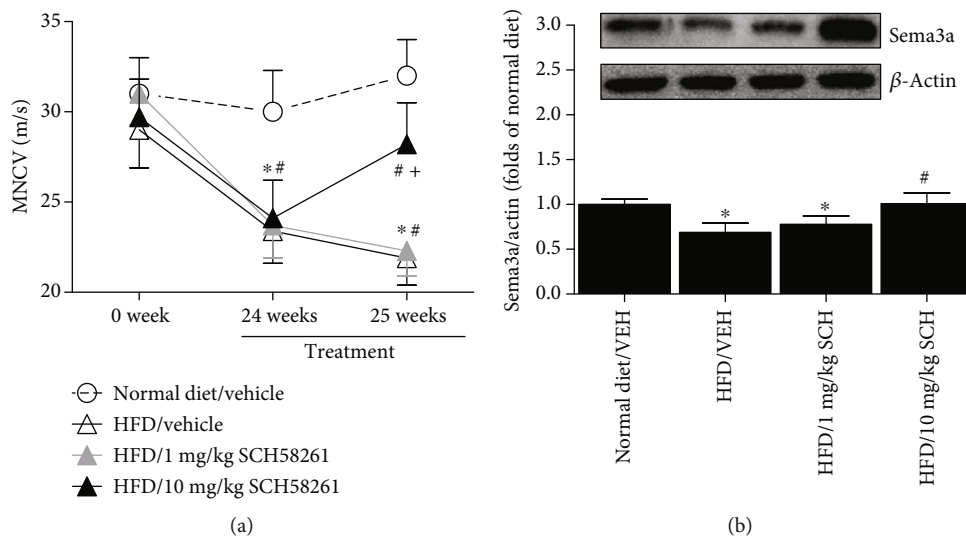 MNCV (m/s)
35
30
25
20
* #
# +
* #
0 week
24 weeks
25 weeks
Treatment
Normal diet/vehicle
HFD/vehicle
HFD/1 mg/kg SCH58261
HFD/10 mg/kg SCH58261
(a)
Sema3a/actin (folds of normal diet)
3.0
2.5
2.0
1.5
1.0
0.5
0.0
Sema3a
β-Actin
*
*
#
Normal diet/VEH
HFD/VEH
HFD/1 mg/kg SCH
HFD/10 mg/kg SCH
(b)